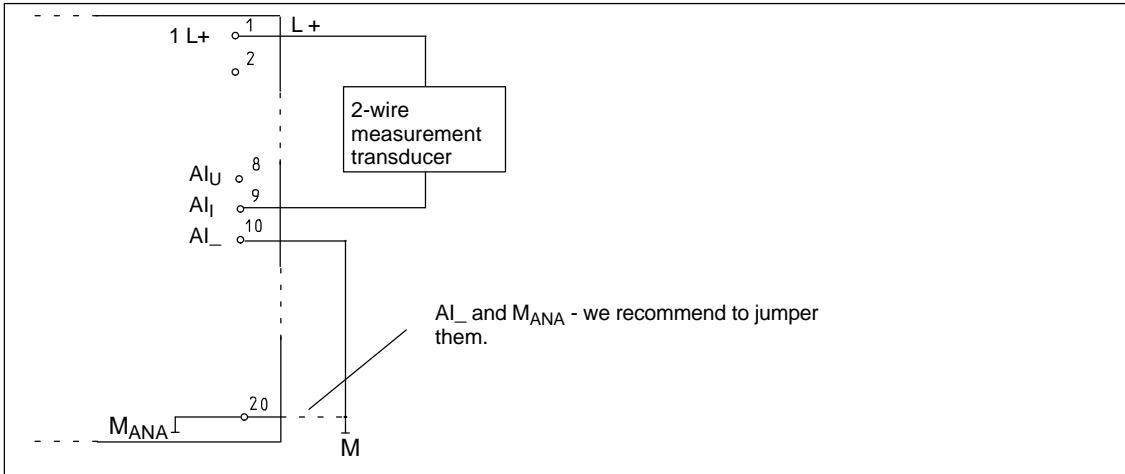 1 L+
1
L +
2
2-wire
measurement
transducer
AIU
8
AII
9
AI_
10
AI_ and MANA - we recommend to jumper
them.
20
MANA
M